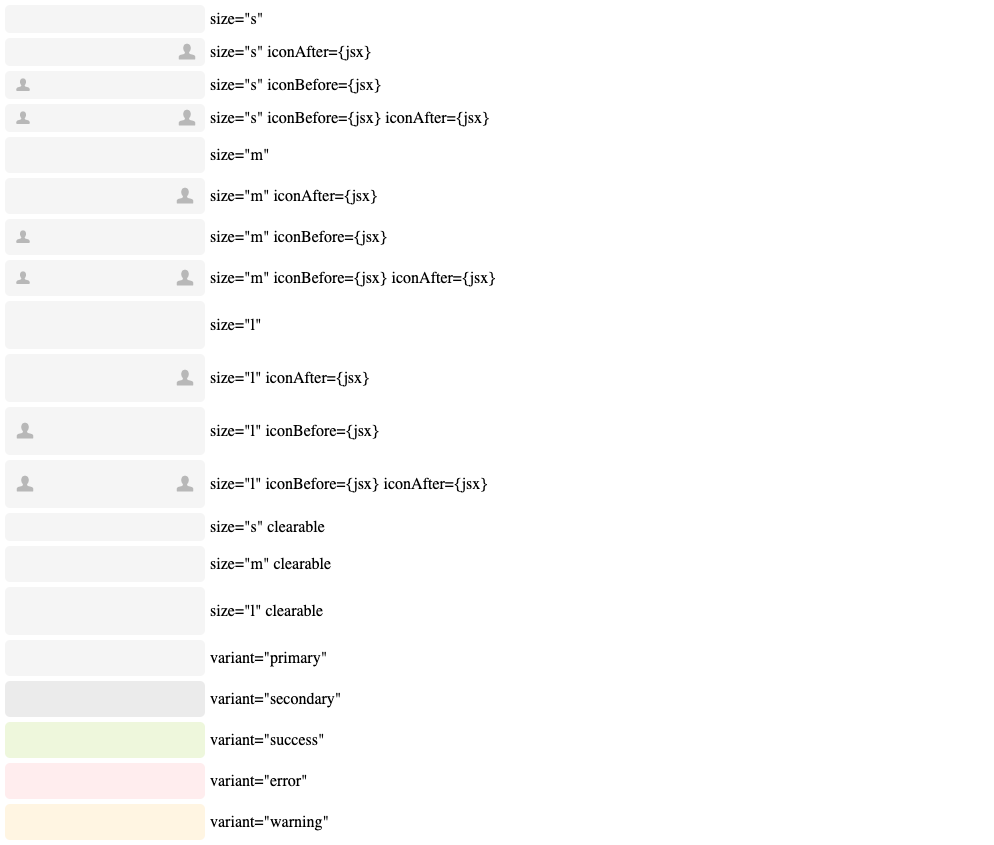 size="s"
size="s" iconAfter={jsx}
size="s" iconBefore={jsx}
size="s" iconBefore={jsx} iconAfter={jsx}
size="m"
size="m" iconAfter={jsx}
size="m" iconBefore={jsx}
size="m" iconBefore={jsx} iconAfter={jsx}
size="l"
size="l" iconAfter={jsx}
size="l" iconBefore={jsx}
size="l" iconBefore={jsx} iconAfter={jsx}
size="s" clearable
size="m" clearable
size="l" clearable
variant="primary"
variant="secondary"
variant="success"
variant="error"
variant="warning"